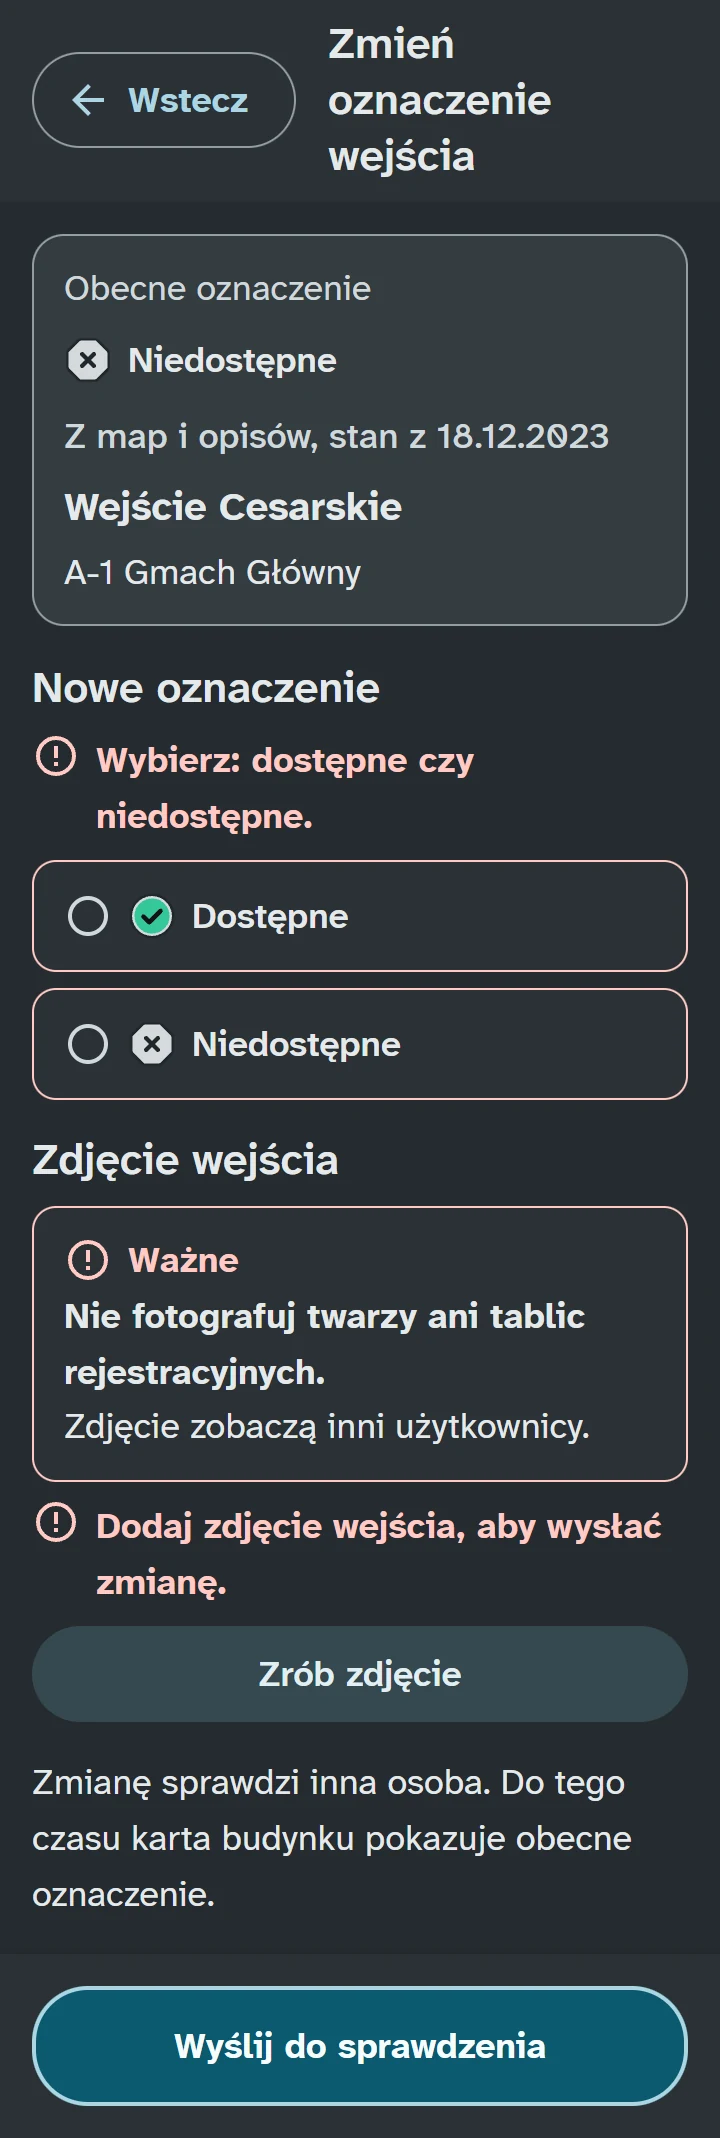 Wstecz
Zmień
oznaczenie
wejścia
Obecne oznaczenie
Niedostępne
Z map i opisów, stan z 18.12.2023
Wejście Cesarskie
A-1 Gmach Główny
Nowe oznaczenie
Wybierz: dostępne czy
niedostępne.
Dostępne
Niedostępne
Zdjęcie wejścia
Ważne
Nie fotografuj twarzy ani tablic
rejestracyjnych.
Zdjęcie zobaczą inni użytkownicy.
Dodaj zdjęcie wejścia, aby wysłać
zmianę.
Zrób zdjęcie
Zmianę sprawdzi inna osoba. Do tego
czasu karta budynku pokazuje obecne
oznaczenie.
Wyślij do sprawdzenia